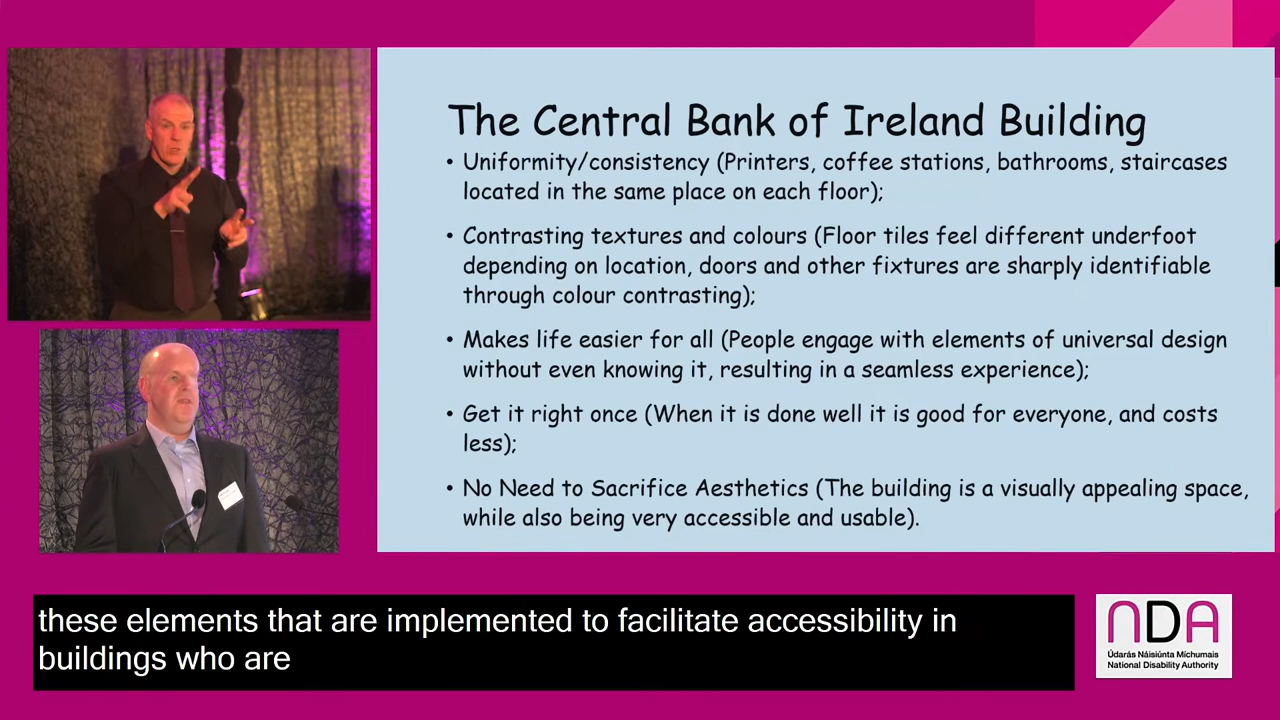 The Central Bank of Ireland Building
• Uniformity/consistency (Printers, coffee stations, bathrooms, staircases
located in the same place on each floor);
• Contrasting textures and colours (Floor tiles feel different underfoot
depending on location, doors and other fixtures are sharply identifiable
through colour contrasting);
• Makes life easier for all (People engage with elements of universal design
without even knowing it, resulting in a seamless experience);
• Get it right once (When it is done well it is good for everyone, and costs
less);
• No Need to Sacrifice Aesthetics (The building is a visually appealing space,
while also being very accessible and usable).
these elements that are implemented to facilitate accessibility in
buildings who are
NDA
Údarás Náisiúnta Míchumais
National Disability Authority